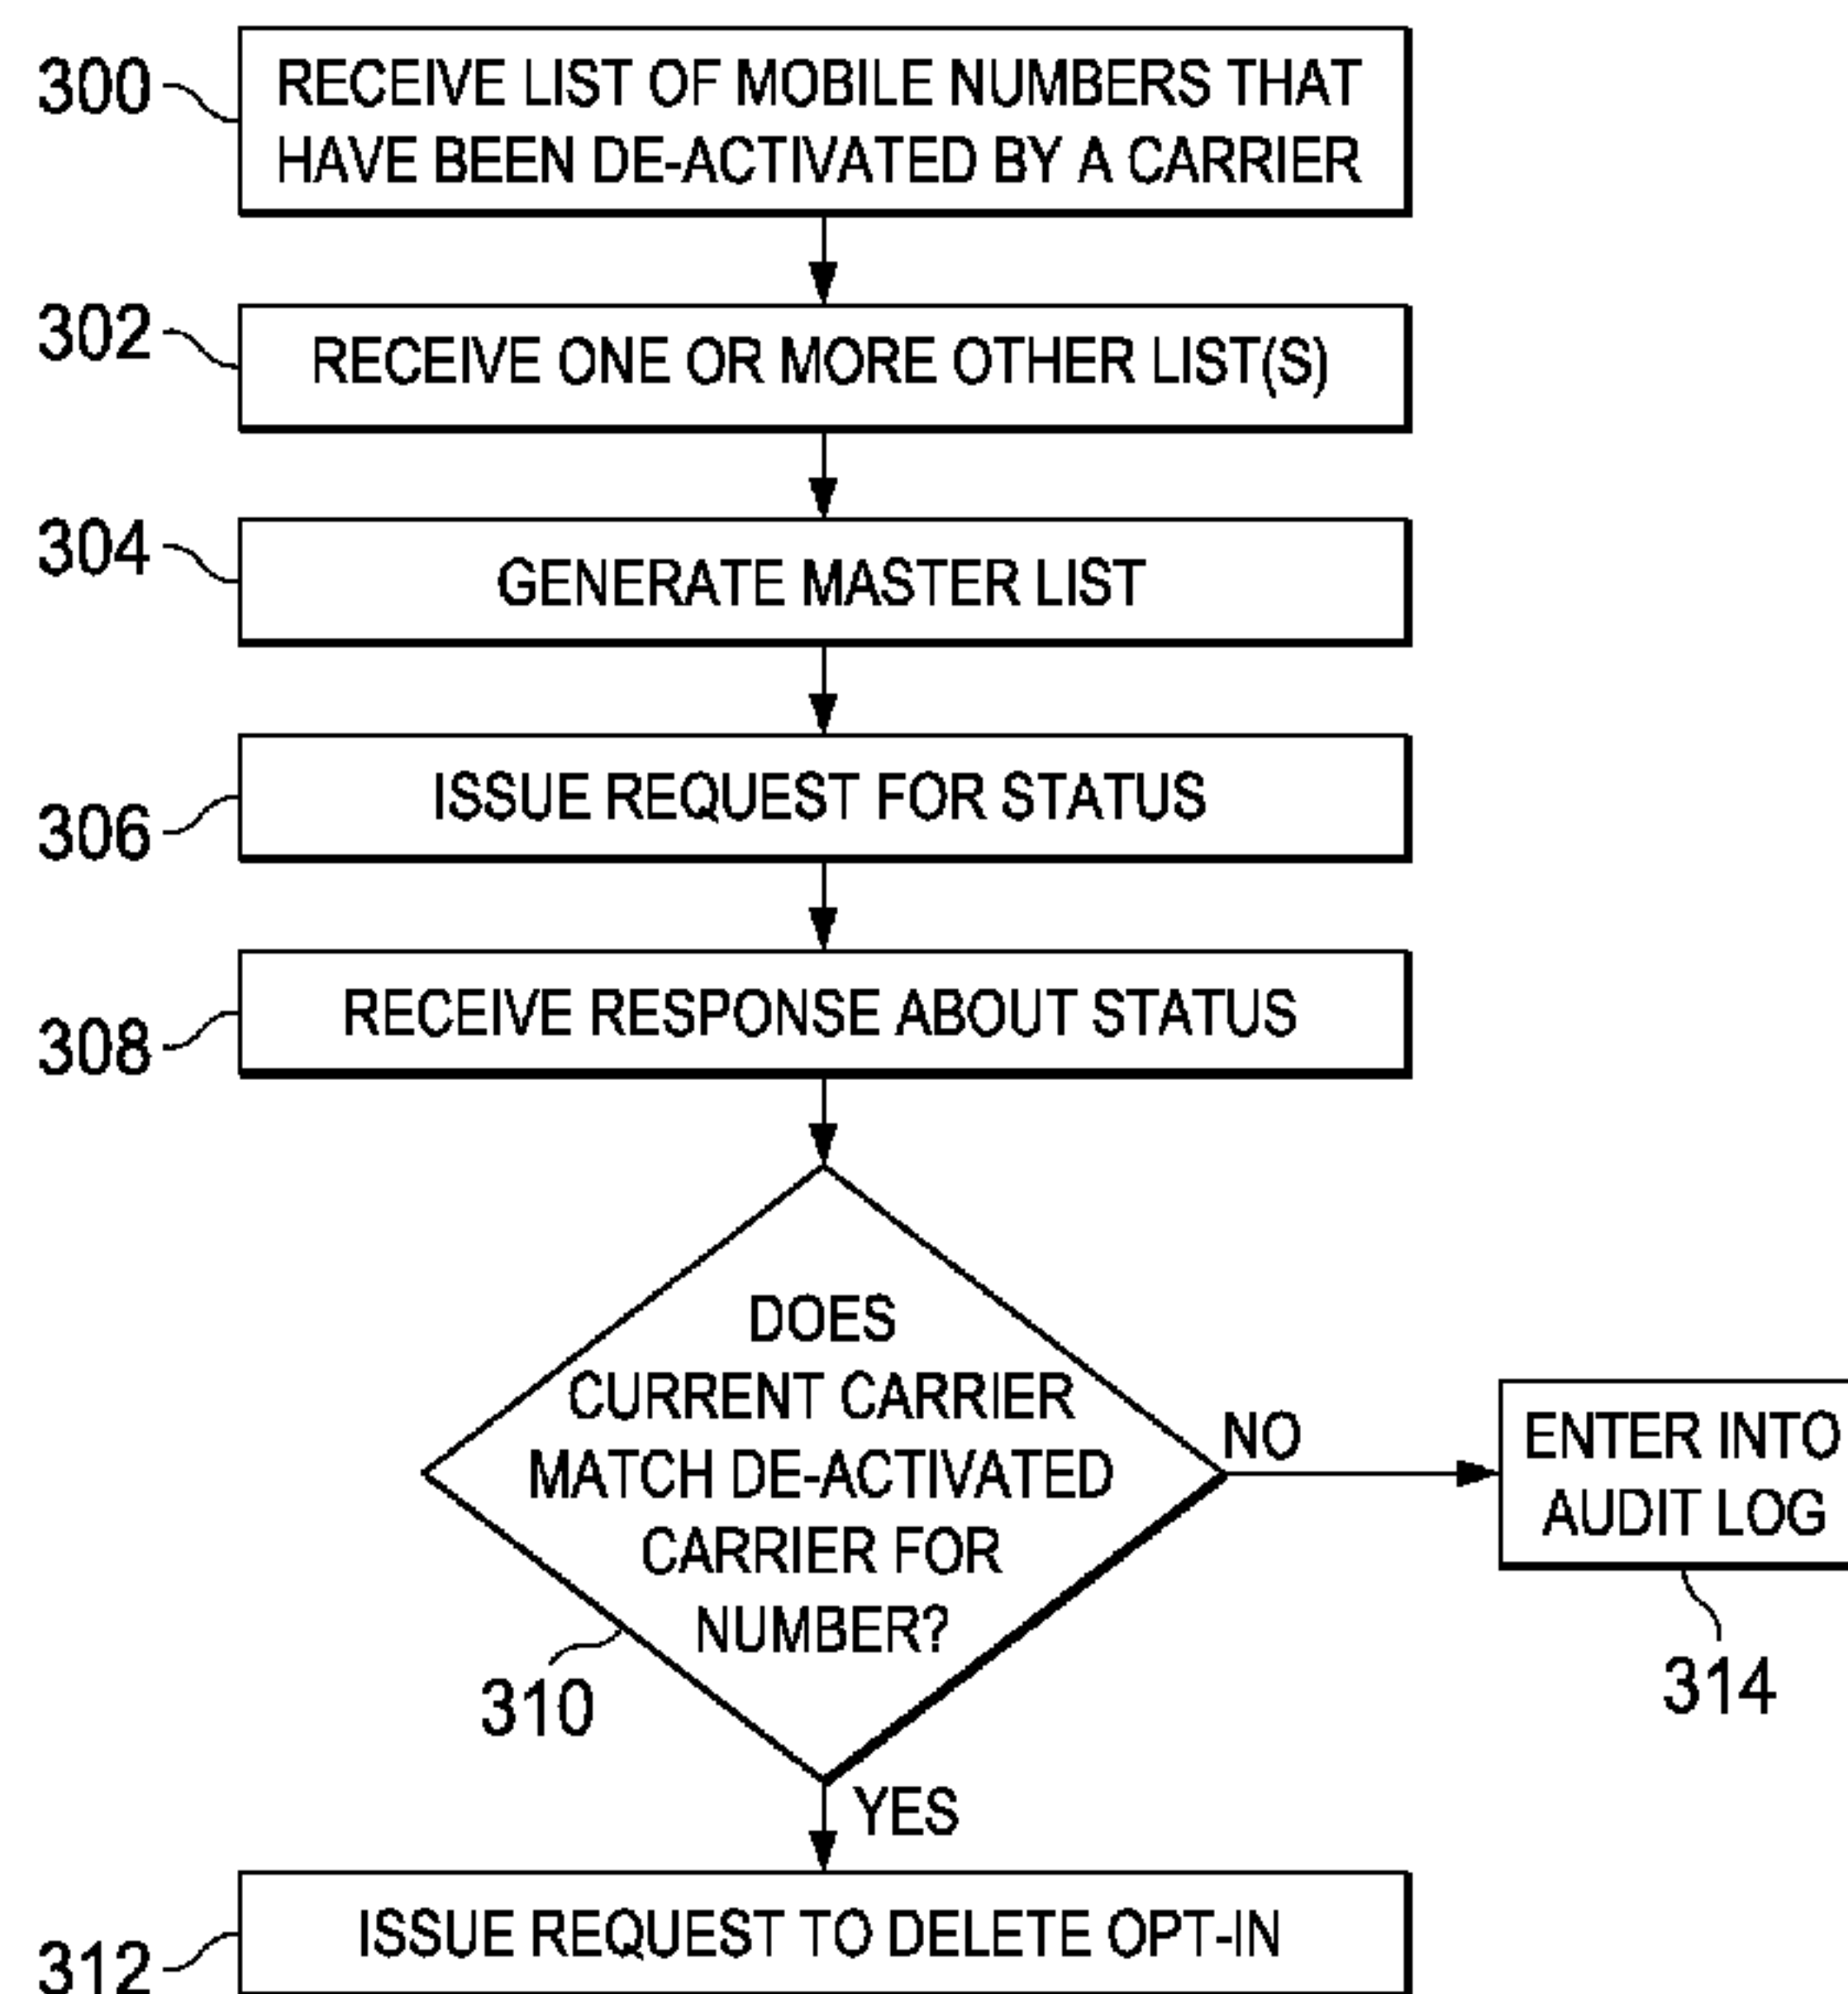 300
RECEIVE LIST OF MOBILE NUMBERS THAT
HAVE BEEN DE-ACTIVATED BY A CARRIER
302
RECEIVE ONE OR MORE OTHER LIST(S)
304
GENERATE MASTER LIST
306
ISSUE REQUEST FOR STATUS
308
RECEIVE RESPONSE ABOUT STATUS
DOES
CURRENT CARRIER
MATCH DE-ACTIVATED
CARRIER FOR
NUMBER?
310
NO
ENTER INTO
AUDIT LOG
314
YES
312
ISSUE REQUEST TO DELETE OPT-IN